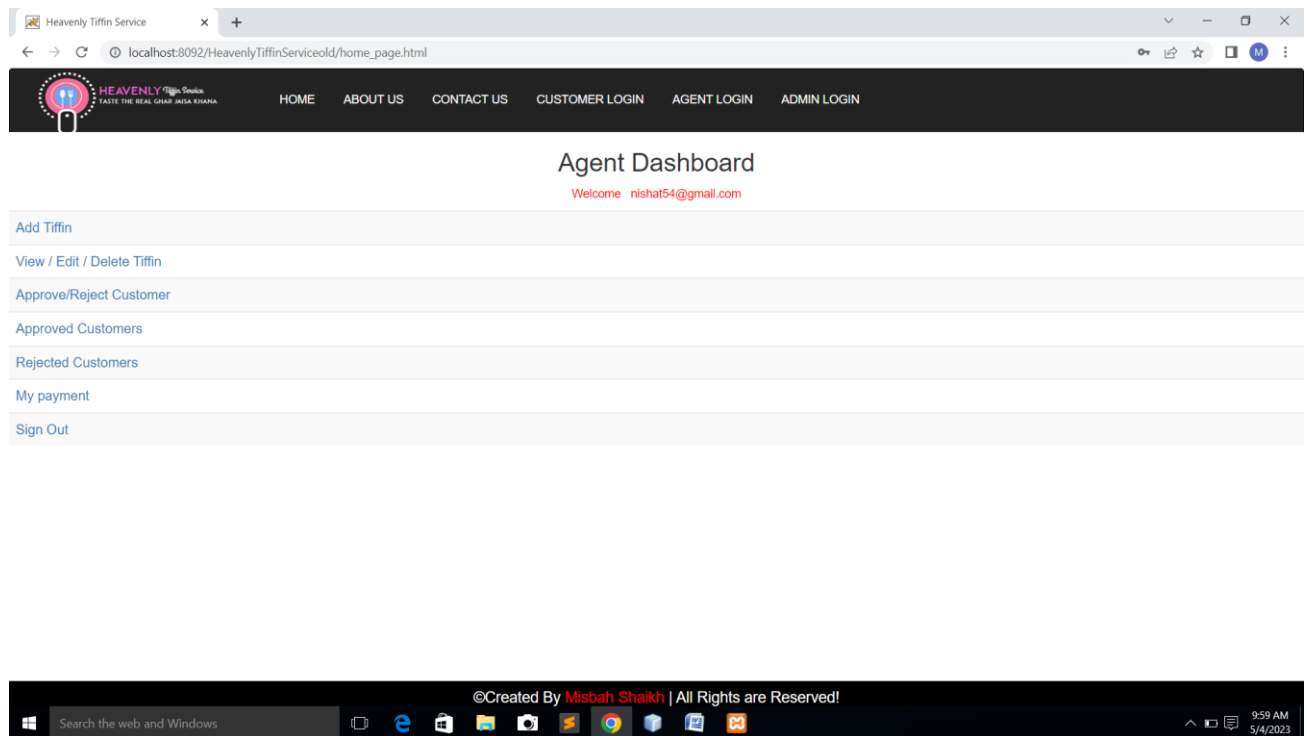 Heavenly Tiffin Service
localhost:8092/HeavenlyTiffinServiceold/home_page.html
M
HEAVENLY Tiffin Service
TASTE THE REAL GHAR JAISA KHANA
HOME ABOUT US CONTACT US CUSTOMER LOGIN AGENT LOGIN ADMIN LOGIN
Agent Dashboard
Welcome nishat54@gmail.com
Add Tiffin
View / Edit / Delete Tiffin
Approve/Reject Customer
Approved Customers
Rejected Customers
My payment
Sign Out
©Created By Misbah Shaikh | All Rights are Reserved!
Search the web and Windows
9:59 AM
5/4/2023